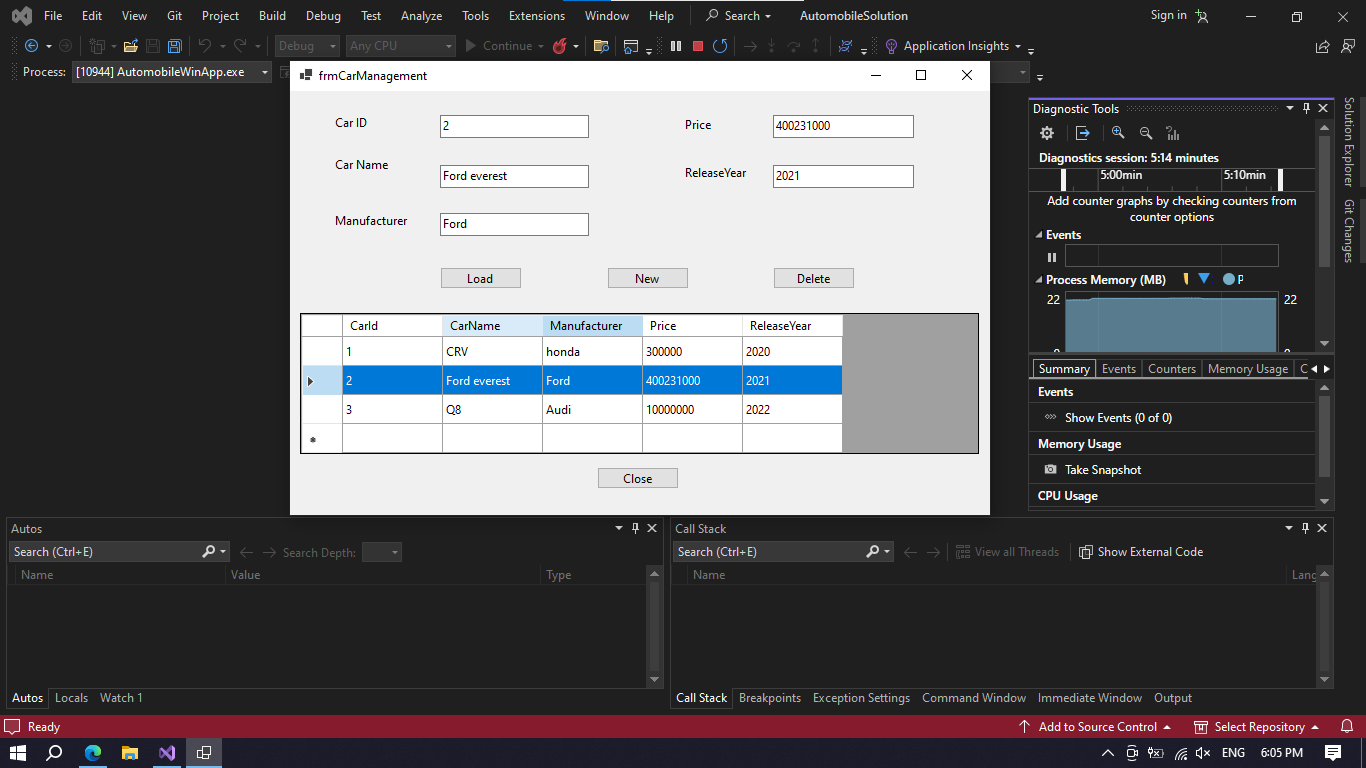 File Edit View Git Project Build Debug Test Analyze Tools Extensions Window Help Search AutomobileSolution Sign in
Debug Any CPU Continue Application Insights
Process: [10944] AutomobileWinApp.exe
frmCarManagement
Car ID 2 Price 400231000
Car Name Ford everest ReleaseYear 2021
Manufacturer Ford
Load New Delete
CarId CarName Manufacturer Price ReleaseYear
1 CRV honda 300000 2020
2 Ford everest Ford 400231000 2021
3 Q8 Audi 10000000 2022
Close
Diagnostic Tools
Diagnostics session: 5:14 minutes
5:00min 5:10min
Add counter graphs by checking counters from
counter options
Events
Process Memory (MB) P
22 22
0 0
Summary Events Counters Memory Usage C
Events
Show Events (0 of 0)
Memory Usage
Take Snapshot
CPU Usage
Solution Explorer
Git Changes
Autos
Search (Ctrl+E) Search Depth:
Name Value Type
Autos Locals Watch 1
Call Stack
Search (Ctrl+E) View all Threads Show External Code
Name Lang
Call Stack Breakpoints Exception Settings Command Window Immediate Window Output
Ready Add to Source Control Select Repository
ENG 6:05 PM